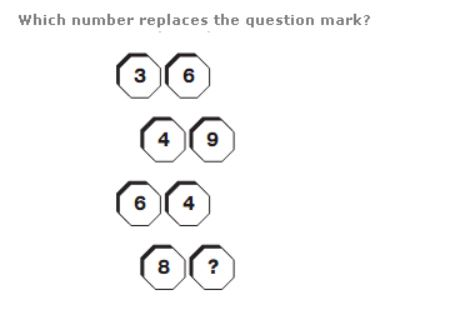 Which number replaces the question mark?
3 6
4 9
6 4
8 ?